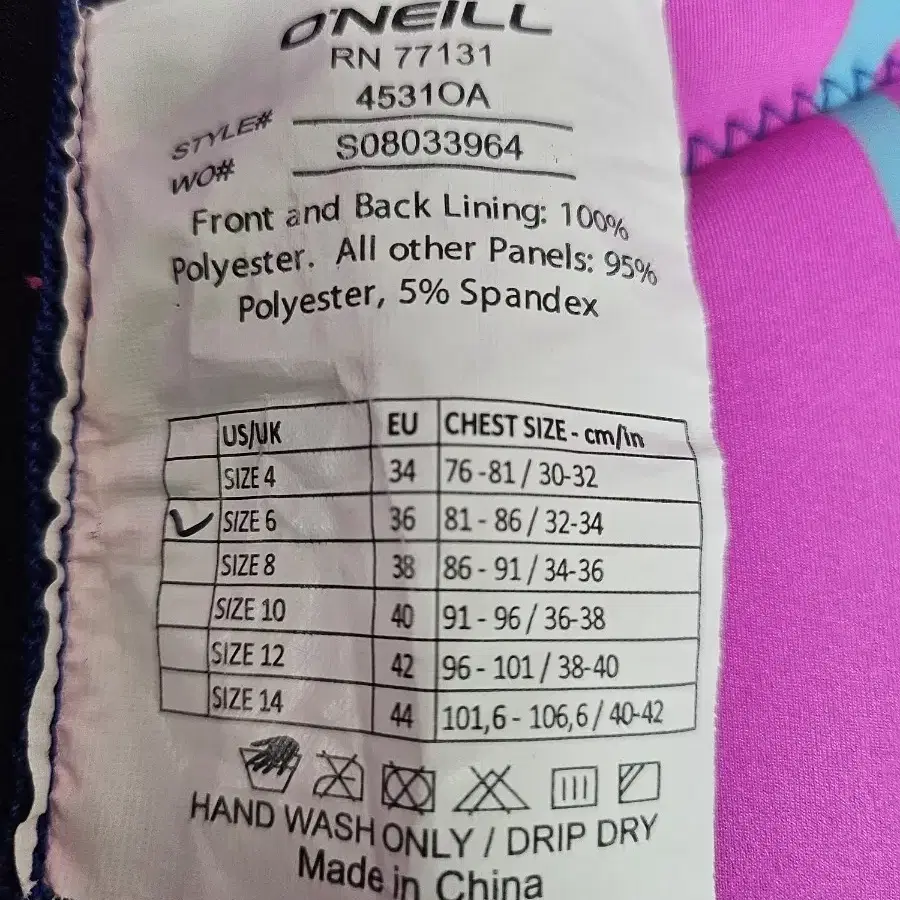 O'NEILL
RN 77131
STYLE# 4531OA
WO# S08033964
Front and Back Lining: 100%
Polyester. All other Panels: 95%
Polyester, 5% Spandex
US/UK EU CHEST SIZE - cm/in
SIZE 4 34 76 -81 / 30-32
SIZE 6 36 81 - 86 / 32-34
SIZE 8 38 86 - 91 / 34-36
SIZE 10 40 91 - 96 / 36-38
SIZE 12 42 96 - 101 / 38-40
SIZE 14 44 101,6 - 106,6 / 40-42
HAND WASH ONLY / DRIP DRY
Made in China